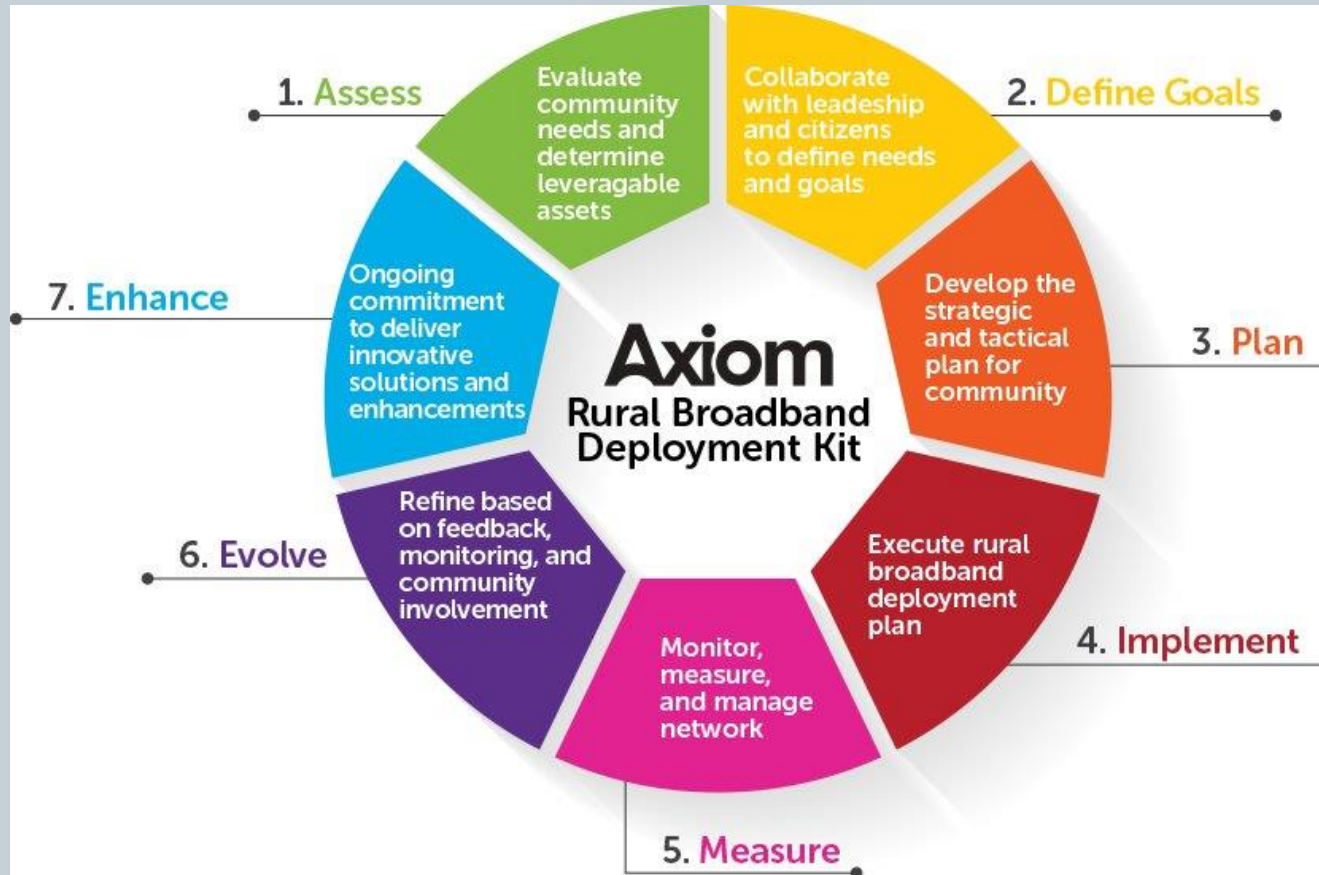 1. Assess
Evaluate
community
needs and
determine
leveragable
assets
2. Define Goals
Collaborate
with leadeship
and citizens
to define needs
and goals
3. Plan
Develop the
strategic
and tactical
plan for
community
4. Implement
Execute rural
broadband
deployment
plan
5. Measure
Monitor,
measure,
and manage
network
6. Evolve
Refine based
on feedback,
monitoring, and
community
involvement
7. Enhance
Ongoing
commitment
to deliver
innovative
solutions and
enhancements
Axiom
Rural Broadband
Deployment Kit